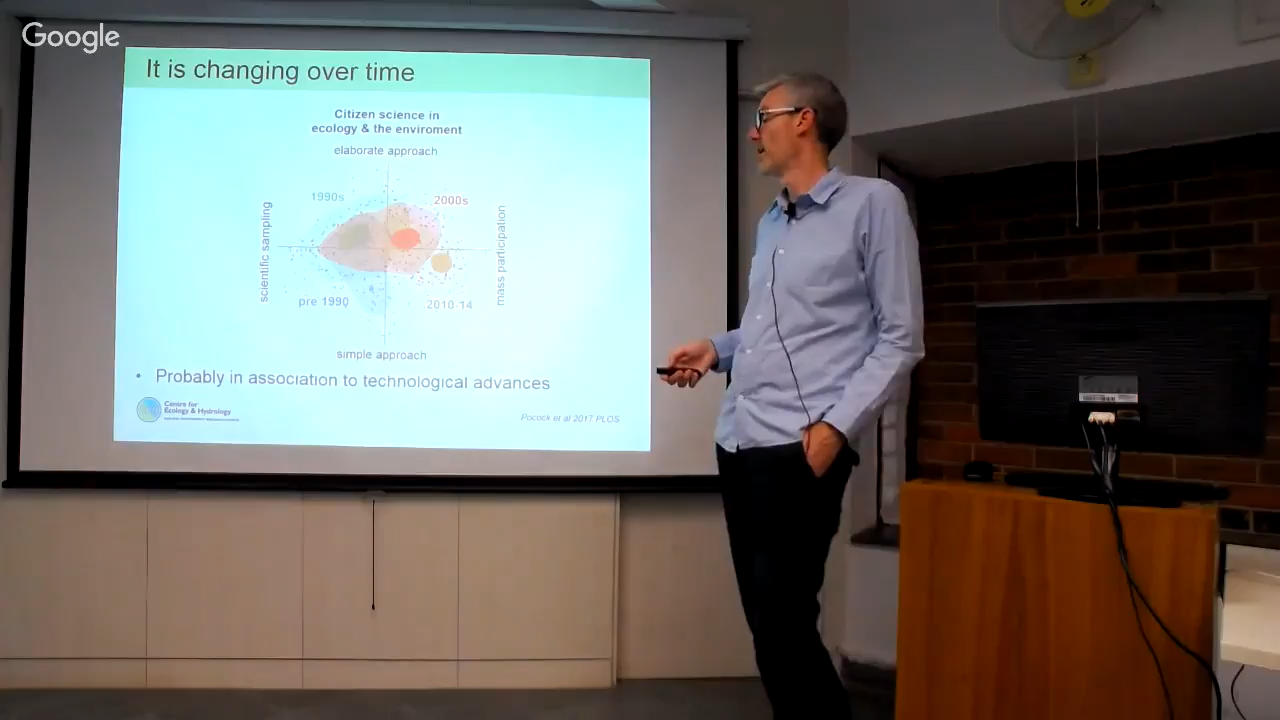 Google
It is changing over time
Citizen science in
ecology & the enviroment
elaborate approach
1990s
2000s
scientific sampling
mass participation
pre 1990
2010-14
simple approach
• Probably in association to technological advances
Centre for
Ecology & Hydrology
Pocock et al 2017 PLOS